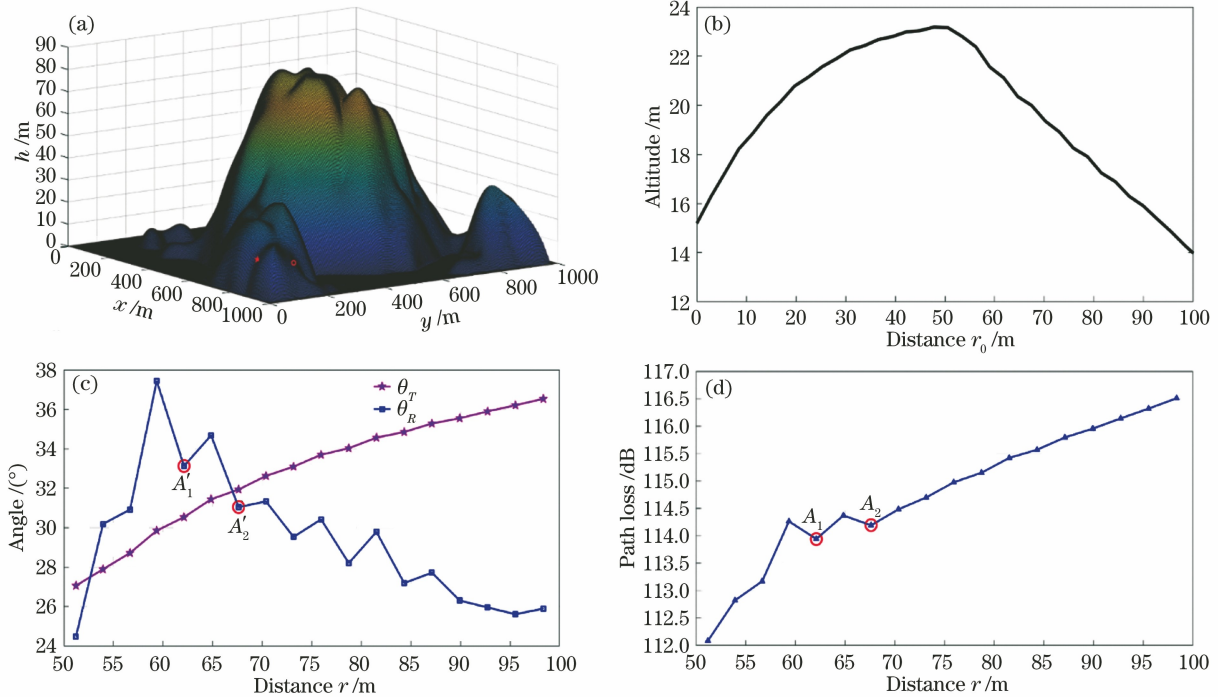 (a)
90
80
70
60
50
40
30
20
10
0
h /m
0
200
400
600
800
1000
x /m
0
200
400
600
800
1000
y /m
(b)
24
22
20
18
16
14
12
Altitude /m
0 10 20 30 40 50 60 70 80 90 100
Distance r₀ /m
(c)
38
36
34
32
30
28
26
24
Angle /(°)
θ_T
θ_R
A′₁
A′₂
50 55 60 65 70 75 80 85 90 95 100
Distance r /m
(d)
117.0
116.5
116.0
115.5
115.0
114.5
114.0
113.5
113.0
112.5
112.0
Path loss /dB
A₁
A₂
50 55 60 65 70 75 80 85 90 95 100
Distance r /m